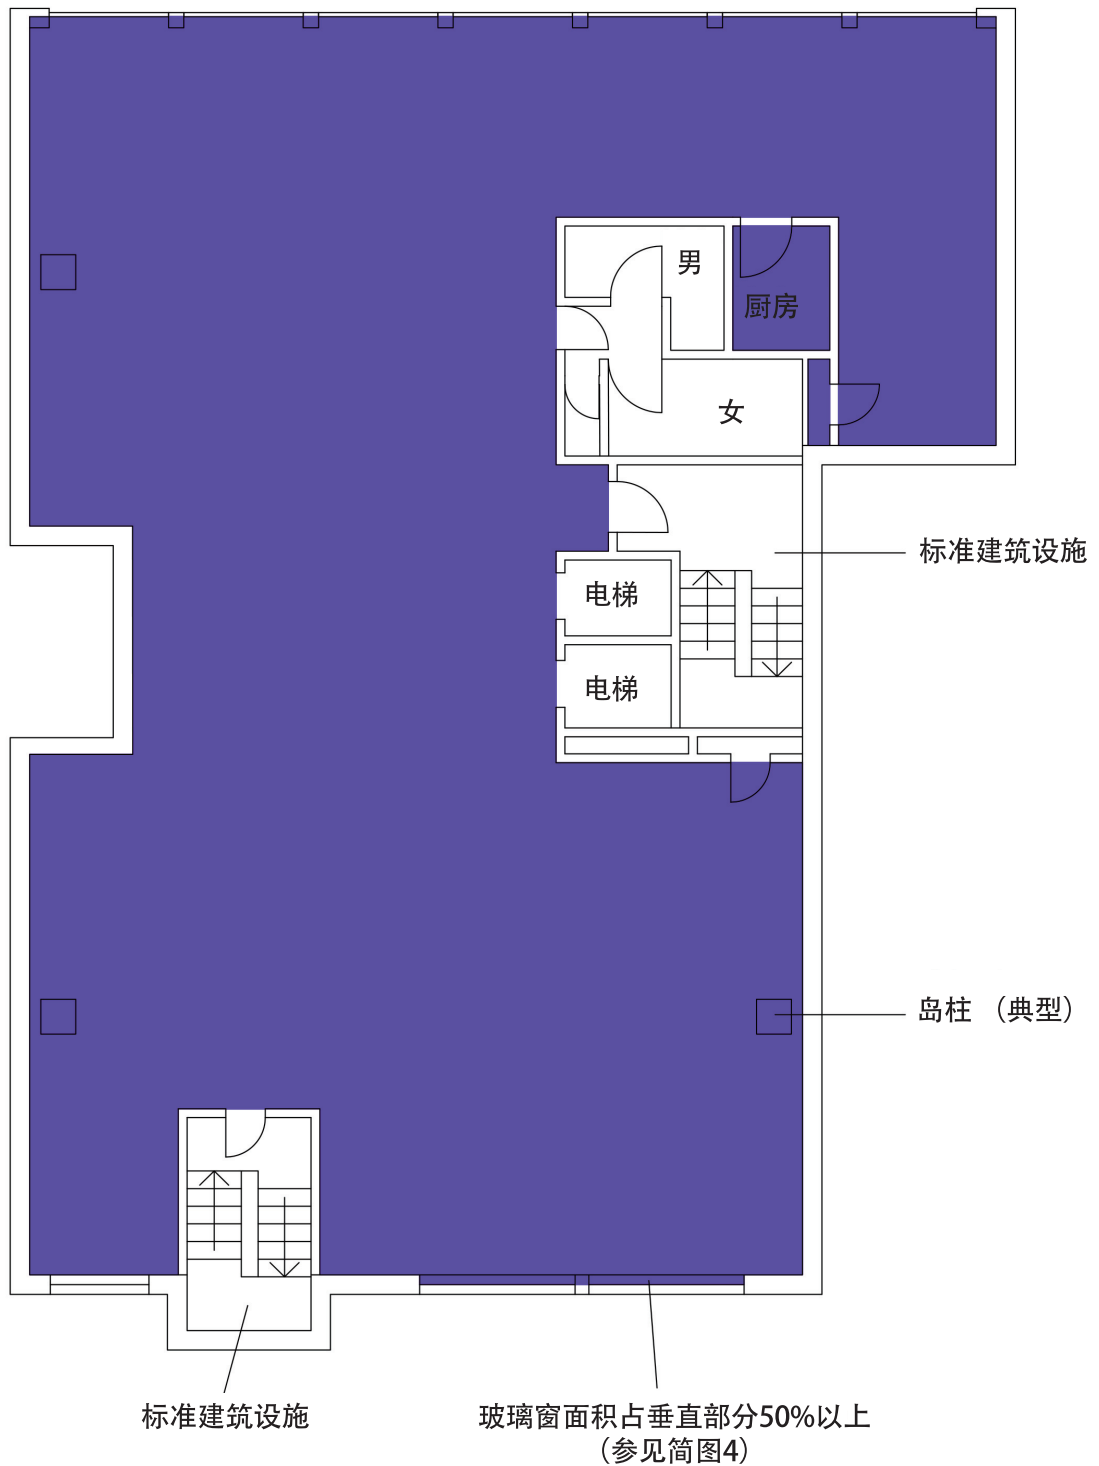 男
厨房
女
标准建筑设施
电梯
电梯
岛柱 （典型）
标准建筑设施
玻璃窗面积占垂直部分50%以上
（参见简图4）